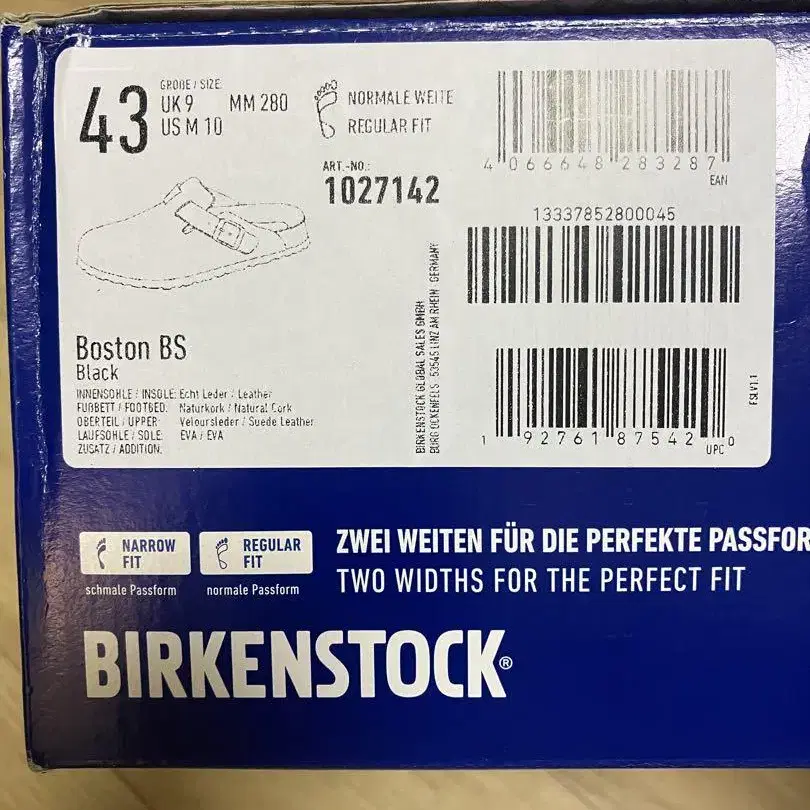 43
GRÖßE / SIZE:
UK 9 MM 280
US M 10
NORMALE WEITE
REGULAR FIT
ART.-NO.:
1027142
4 066648 283287
EAN
13337852800045
Boston BS
Black
INNENSOHLE / INSOLE: Echt Leder / Leather
FUßBETT / FOOTBED: Naturkork / Natural Cork
OBERTEIL / UPPER: Veloursleder / Suede Leather
LAUFSOHLE / SOLE: EVA / EVA
ZUSATZ / ADDITION:
BIRKENSTOCK GLOBAL SALES GMBH
BURG OCKENFELS · 53545 LINZ AM RHEIN · GERMANY
1 92761 87542 0
UPC
FSLV1.1
NARROW FIT
schmale Passform
REGULAR FIT
normale Passform
ZWEI WEITEN FÜR DIE PERFEKTE PASSFOR
TWO WIDTHS FOR THE PERFECT FIT
BIRKENSTOCK®